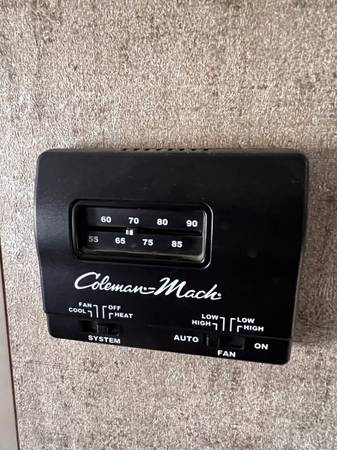 60 70 80 90
55 65 75 85
Coleman-Mach
FAN OFF
COOL HEAT
SYSTEM
LOW LOW
HIGH HIGH
AUTO ON
FAN